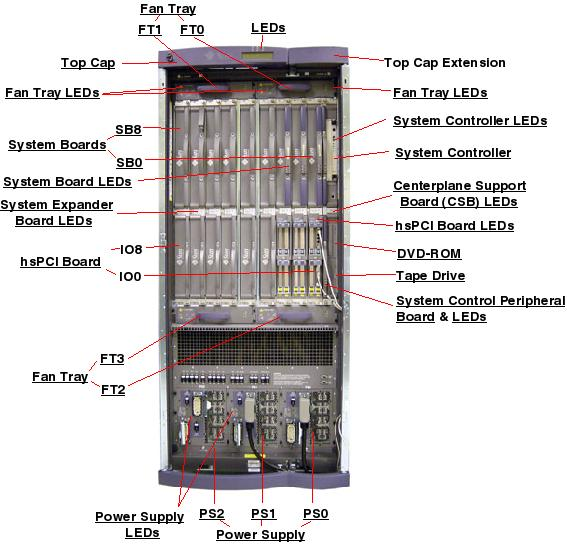 Fan Tray
FT1 FT0
LEDs
Top Cap
Top Cap Extension
Fan Tray LEDs
Fan Tray LEDs
SB8
System Boards
SB0
System Controller LEDs
System Controller
System Board LEDs
System Expander
Board LEDs
Centerplane Support
Board (CSB) LEDs
hsPCI Board LEDs
IO8
hsPCI Board
IO0
DVD-ROM
Tape Drive
System Control Peripheral
Board & LEDs
FT3
Fan Tray
FT2
PS2 PS1 PS0
Power Supply
LEDs
Power Supply